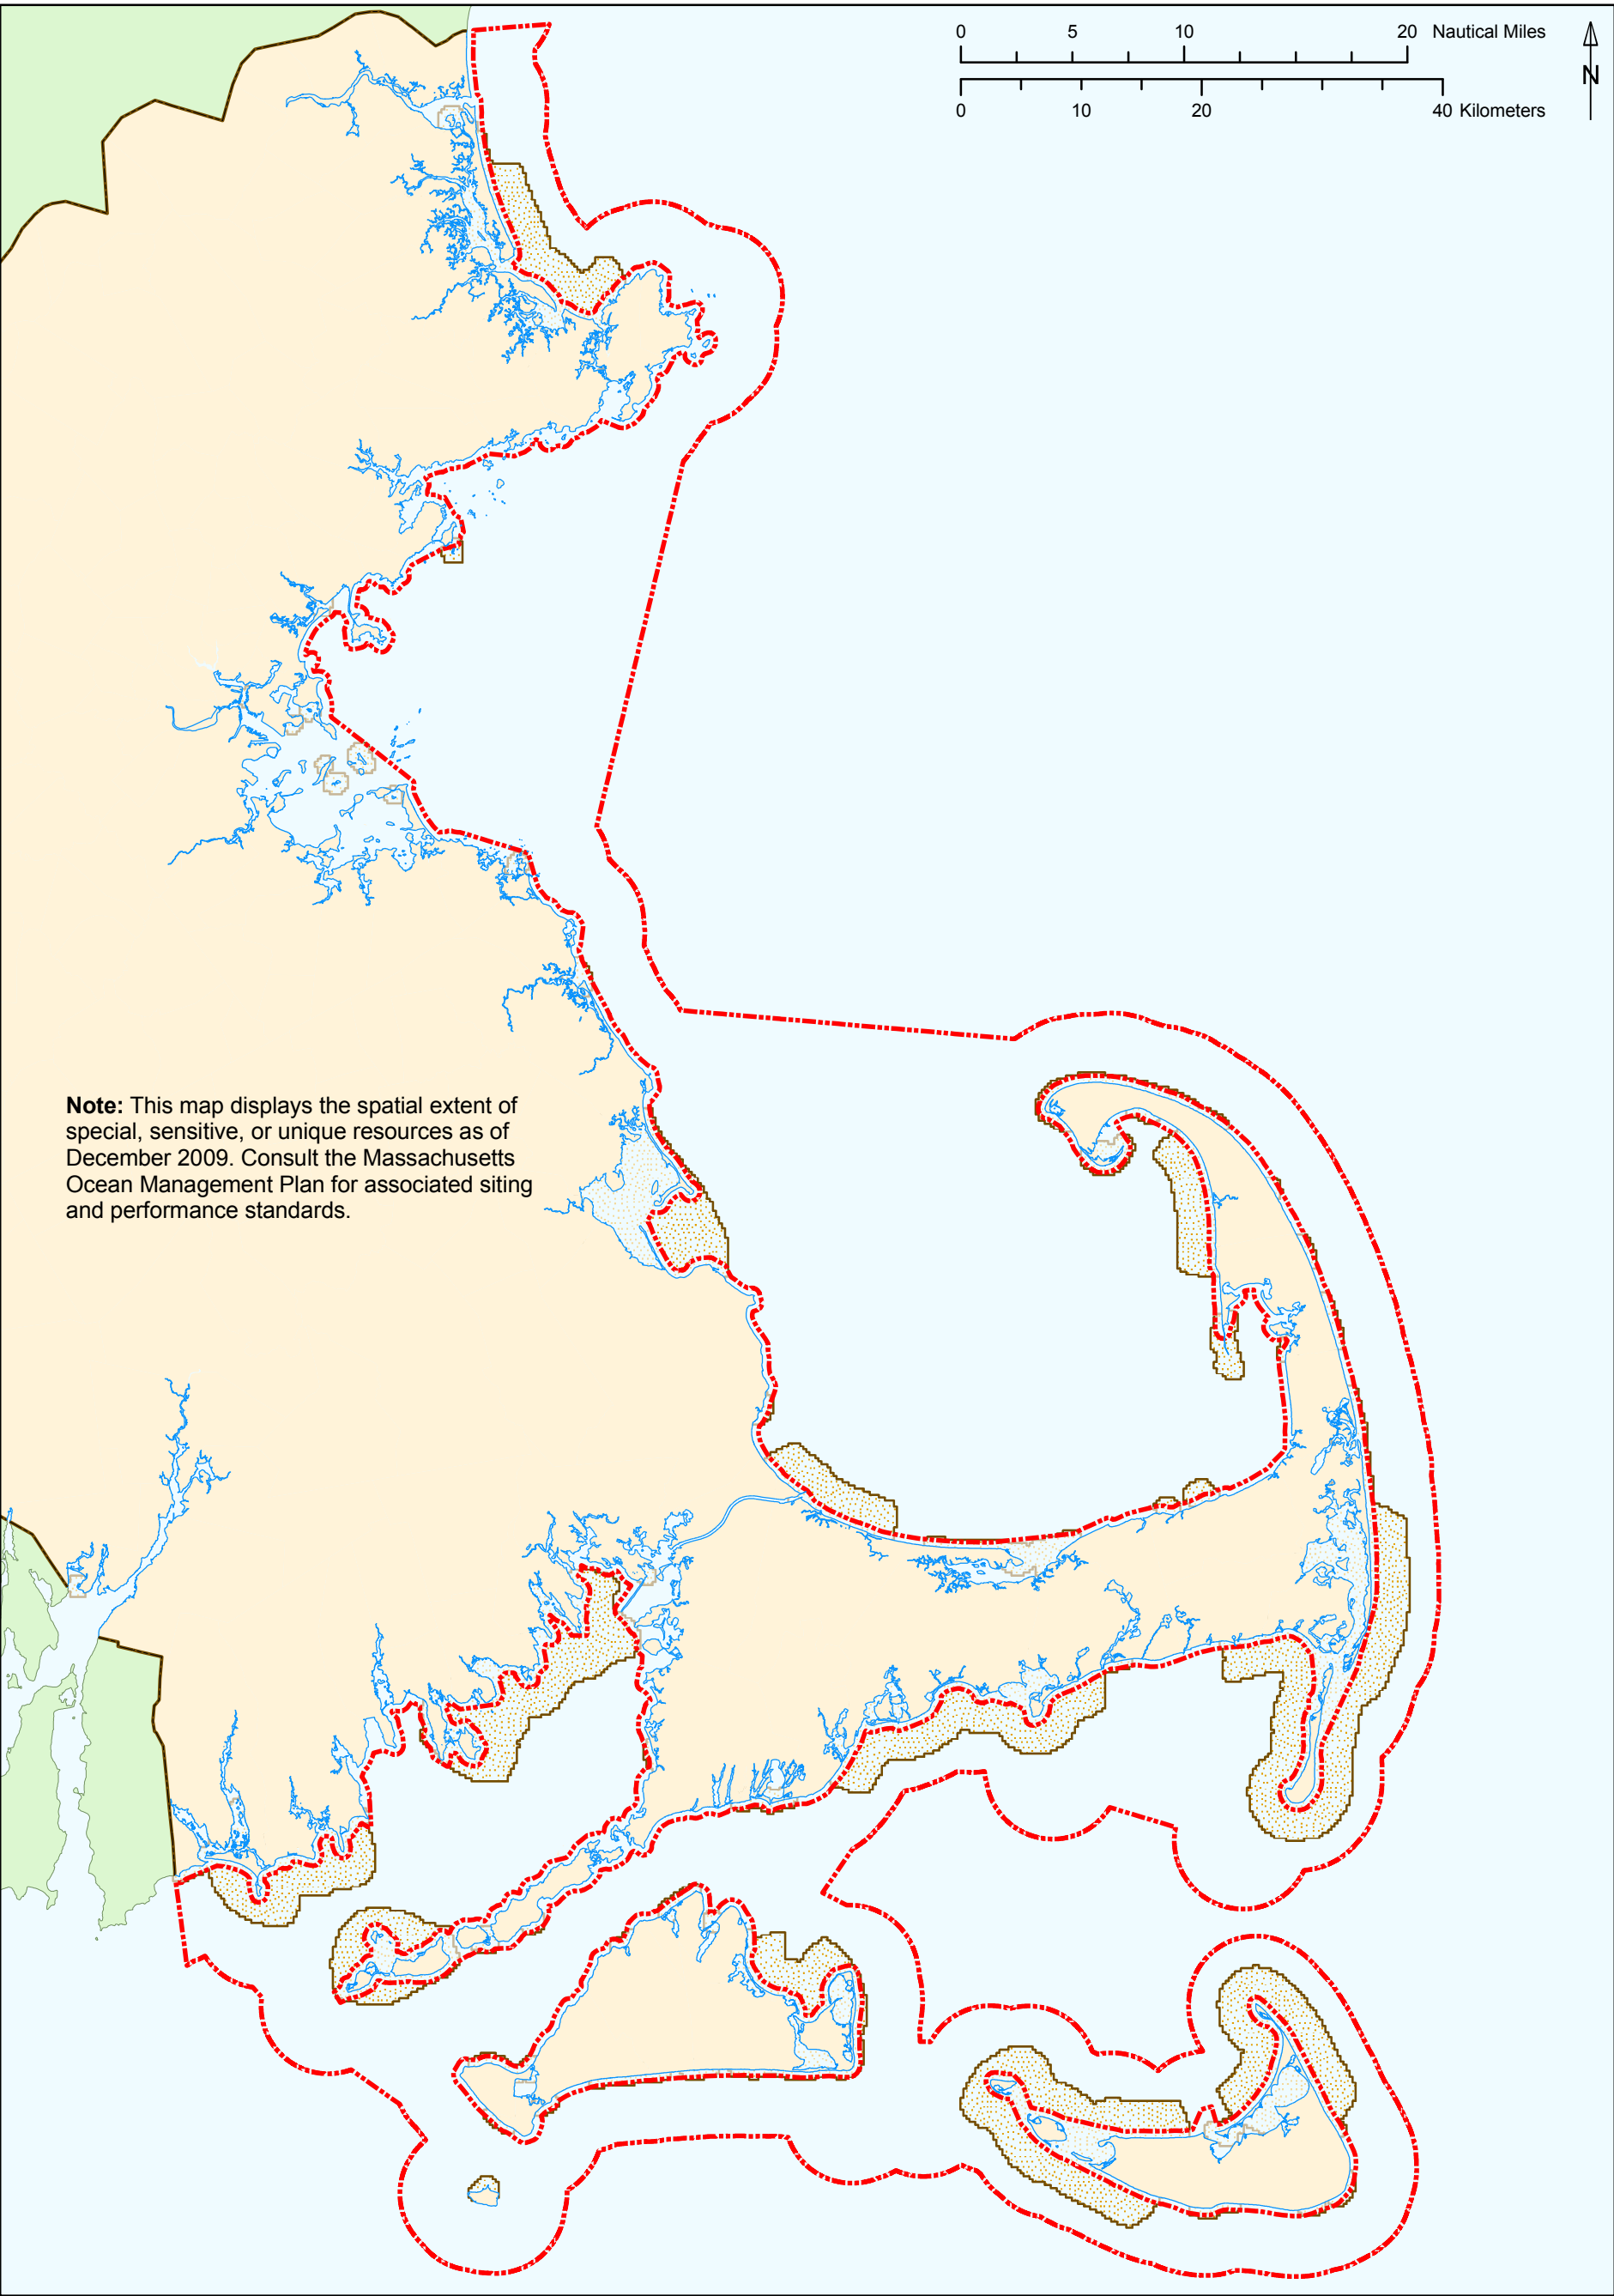 0 5 10 20 Nautical Miles
N
0 10 20 40 Kilometers
Note: This map displays the spatial extent of
special, sensitive, or unique resources as of
December 2009. Consult the Massachusetts
Ocean Management Plan for associated siting
and performance standards.